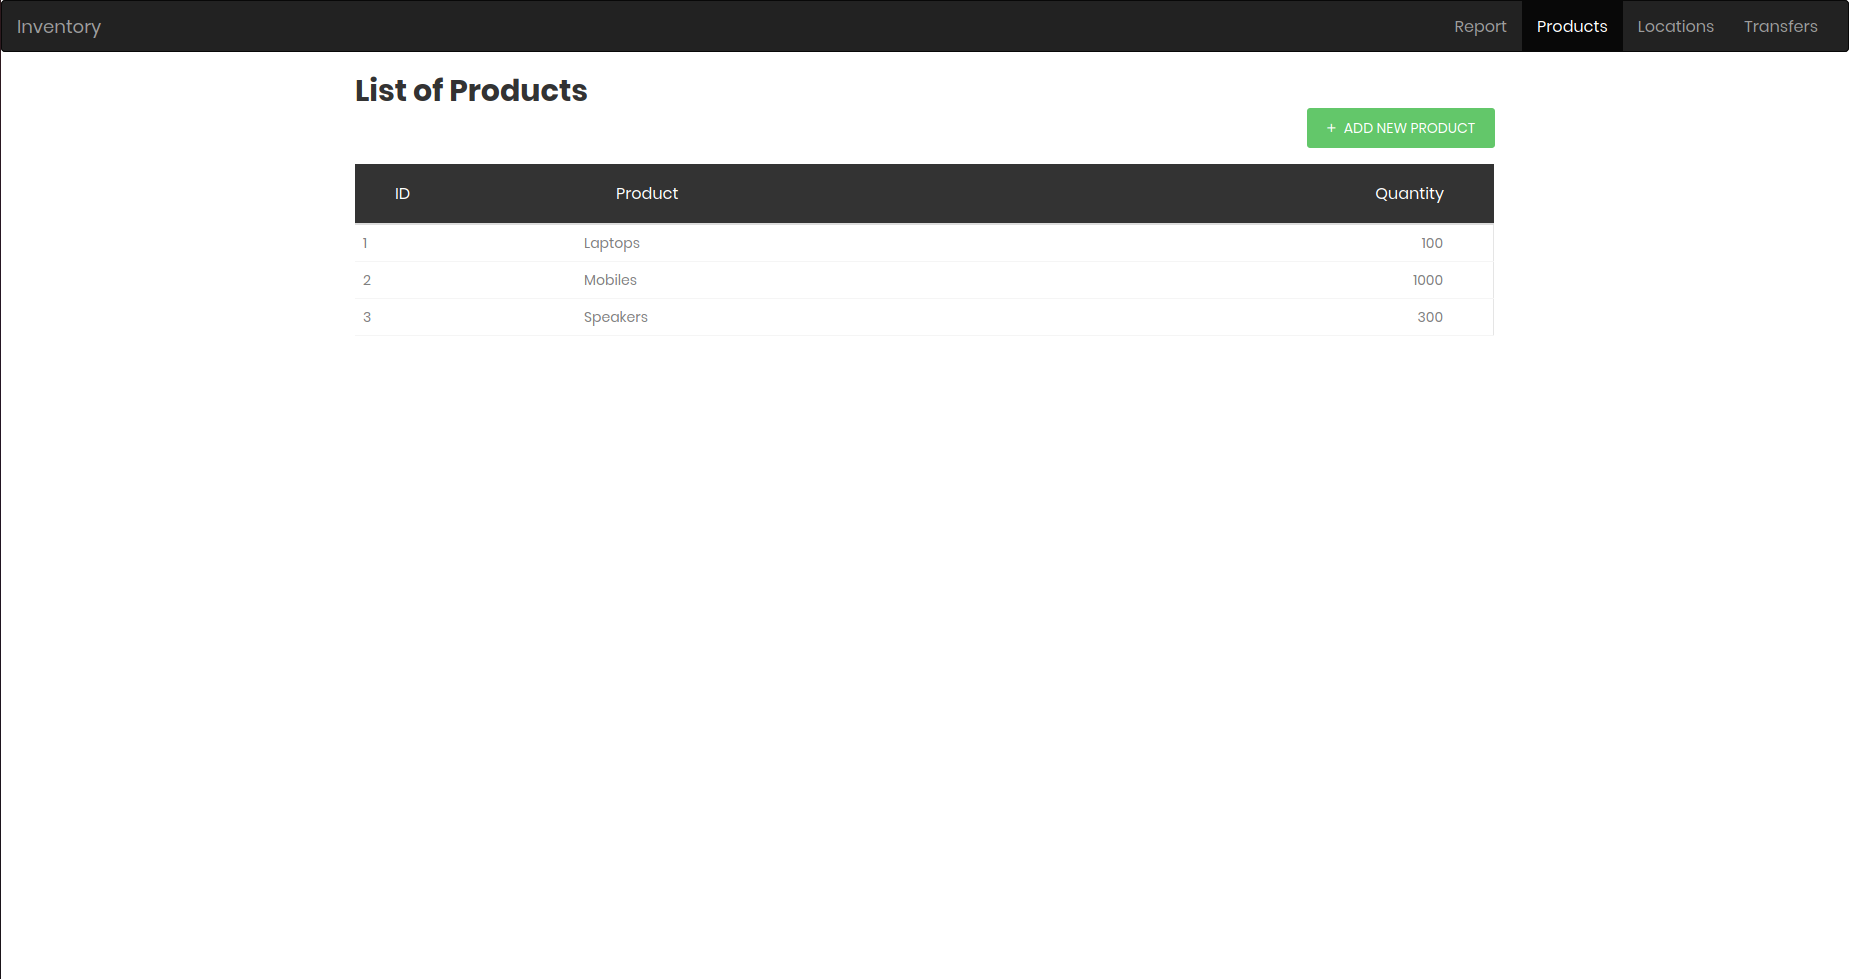 Inventory Report Products Locations Transfers
List of Products
+ ADD NEW PRODUCT
ID Product Quantity
1 Laptops 100
2 Mobiles 1000
3 Speakers 300